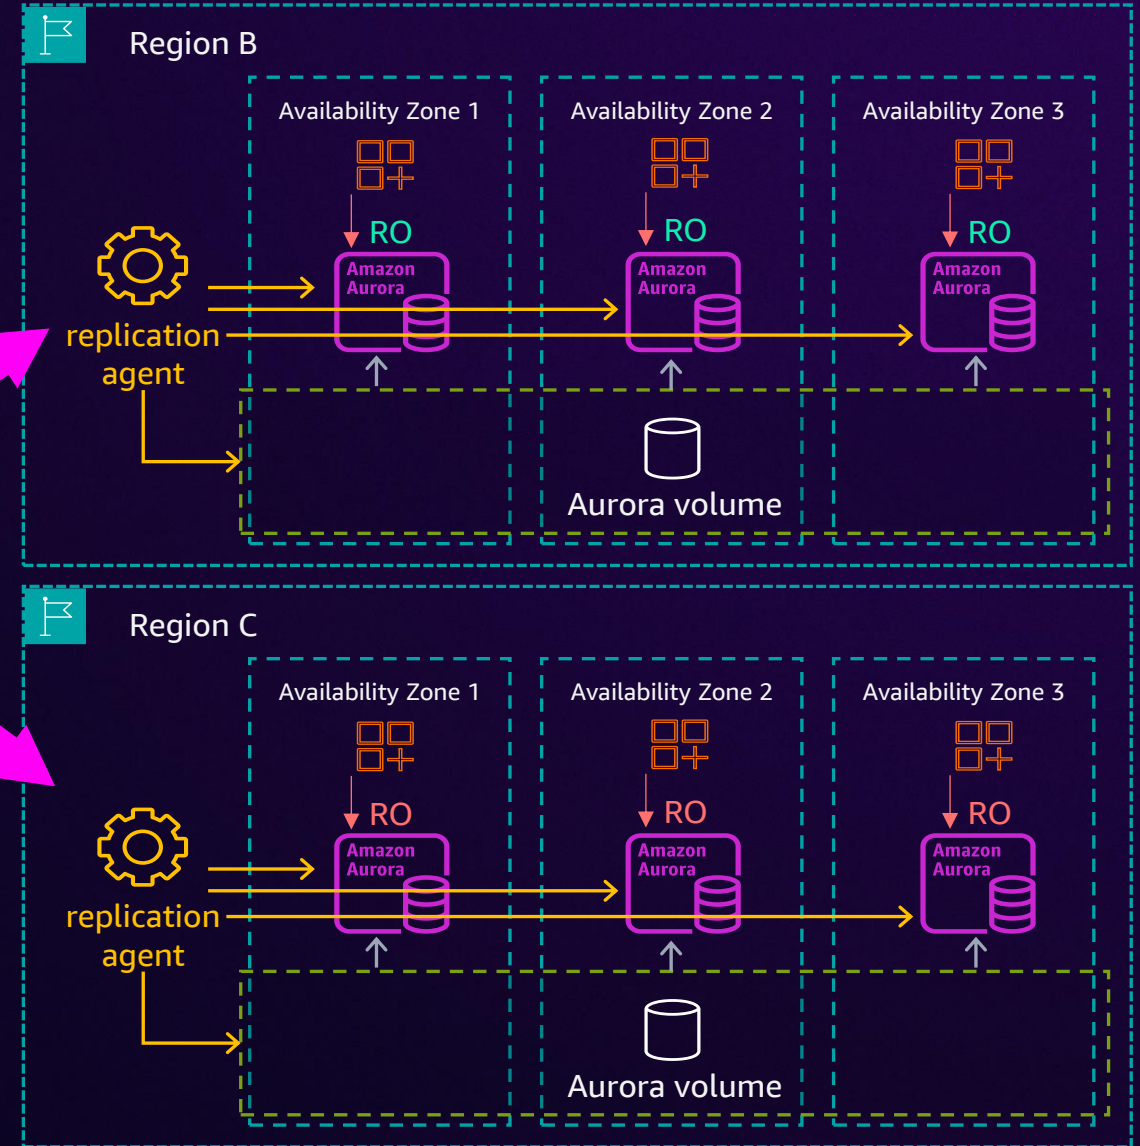 Region B
Availability Zone 1
Availability Zone 2
Availability Zone 3
RO
RO
RO
Amazon
Aurora
Amazon
Aurora
Amazon
Aurora
replication
agent
Aurora volume
Region C
Availability Zone 1
Availability Zone 2
Availability Zone 3
RO
RO
RO
Amazon
Aurora
Amazon
Aurora
Amazon
Aurora
replication
agent
Aurora volume